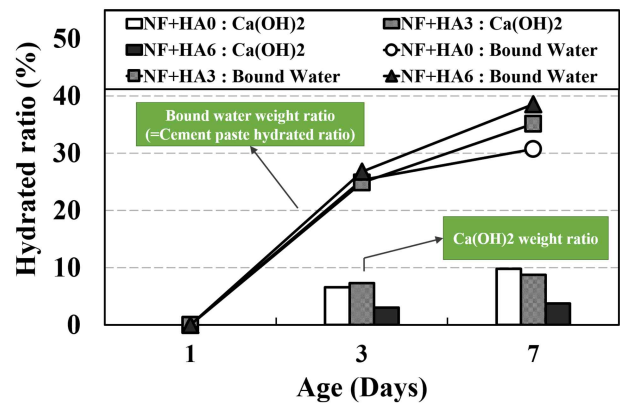 NF+HA0 : Ca(OH)2
NF+HA3 : Ca(OH)2
NF+HA6 : Ca(OH)2
NF+HA0 : Bound Water
NF+HA3 : Bound Water
NF+HA6 : Bound Water
Hydrated ratio (%)
50
40
30
20
10
0
Bound water weight ratio
(=Cement paste hydrated ratio)
Ca(OH)2 weight ratio
1
3
7
Age (Days)